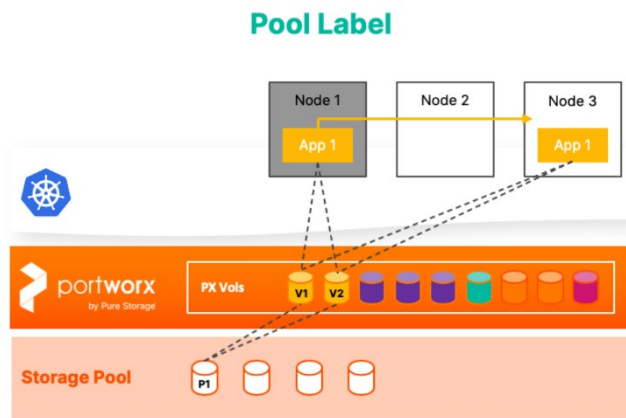 Pool Label
Node 1
Node 2
Node 3
App 1
App 1
portworx
by Pure Storage
PX Vols
V1
V2
Storage Pool
P1